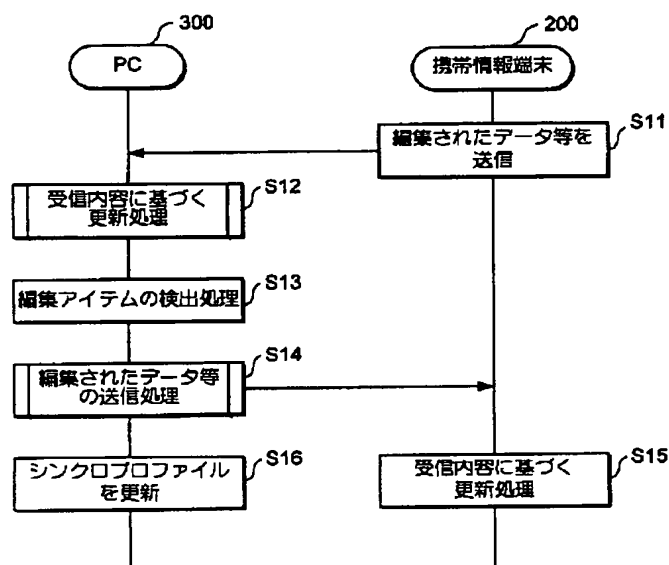 300
PC
200
携帯情報端末
S11
編集されたデータ等を
送信
S12
受信内容に基づく
更新処理
S13
編集アイテムの検出処理
S14
編集されたデータ等
の送信処理
S16
シンクロプロファイル
を更新
S15
受信内容に基づく
更新処理